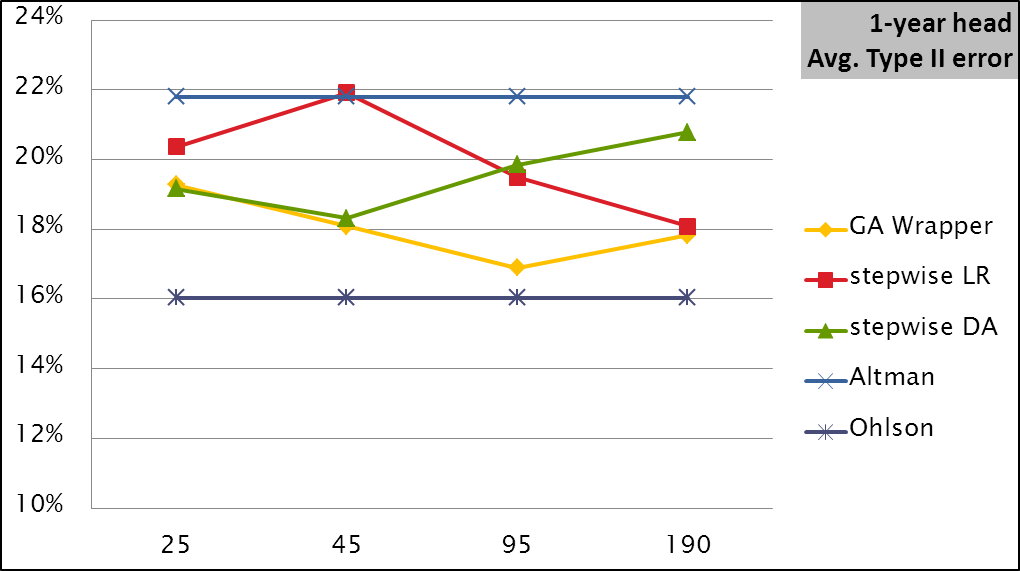 1-year head
Avg. Type II error
24%
22%
20%
18%
16%
14%
12%
10%
25 45 95 190
GA Wrapper
stepwise LR
stepwise DA
Altman
Ohlson